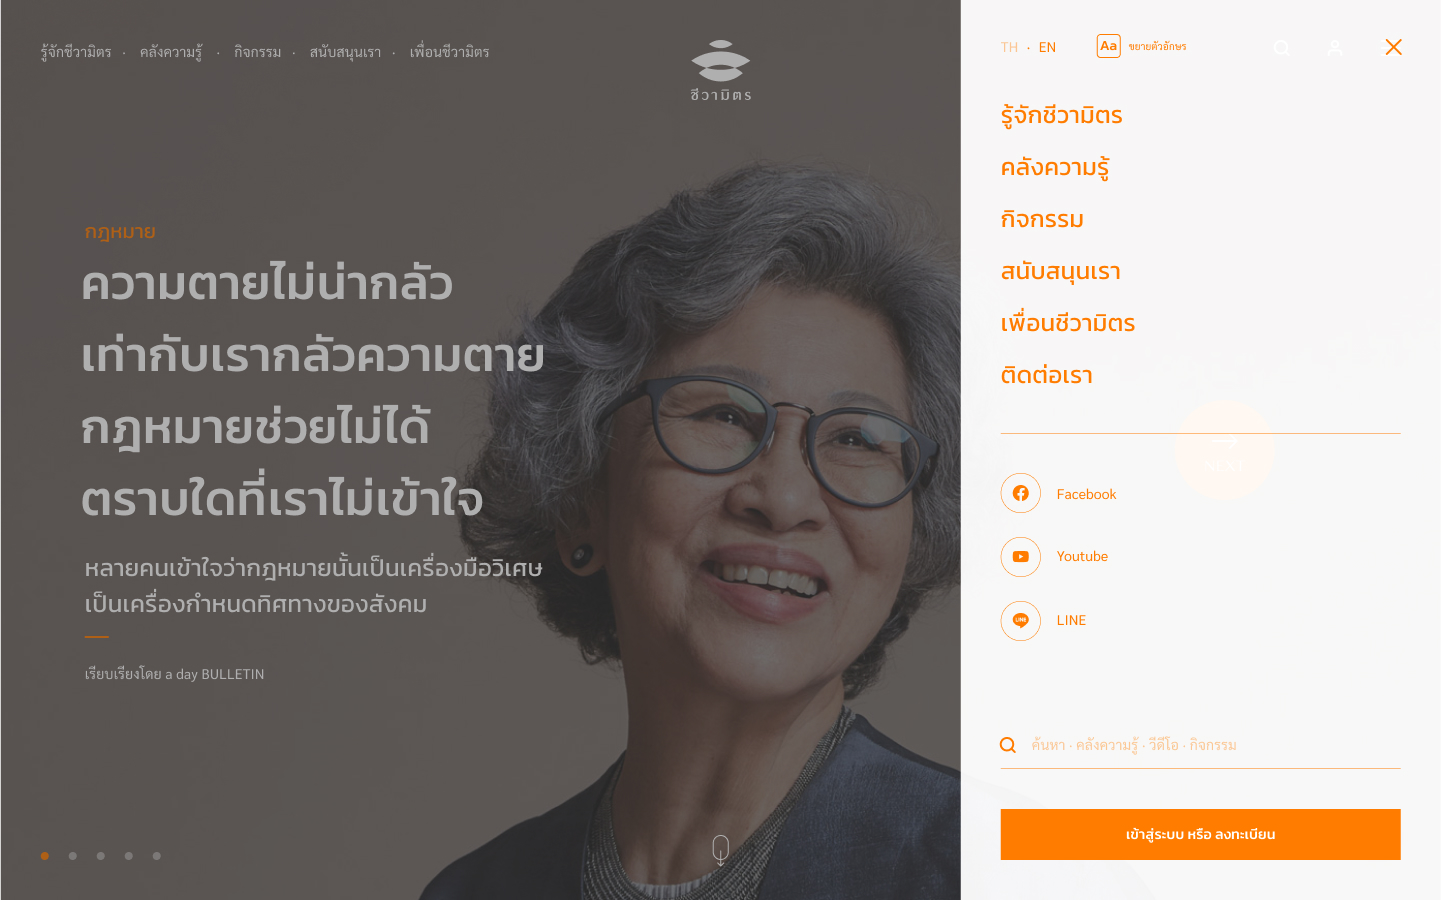 รู้จักชีวามิตร · คลังความรู้ · กิจกรรม · สนับสนุนเรา · เพื่อนชีวามิตร
ชีวามิตร
กฎหมาย
ความตายไม่น่ากลัว
เท่ากับเรากลัวความตาย
กฎหมายช่วยไม่ได้
ตราบใดที่เราไม่เข้าใจ
หลายคนเข้าใจว่ากฎหมายนั้นเป็นเครื่องมือวิเศษ
เป็นเครื่องกำหนดทิศทางของสังคม
เรียบเรียงโดย a day BULLETIN
TH · EN
Aa ขยายตัวอักษร
รู้จักชีวามิตร
คลังความรู้
กิจกรรม
สนับสนุนเรา
เพื่อนชีวามิตร
ติดต่อเรา
NEXT
Facebook
Youtube
LINE
LINE
ค้นหา · คลังความรู้ · วีดีโอ · กิจกรรม
เข้าสู่ระบบ หรือ ลงทะเบียน